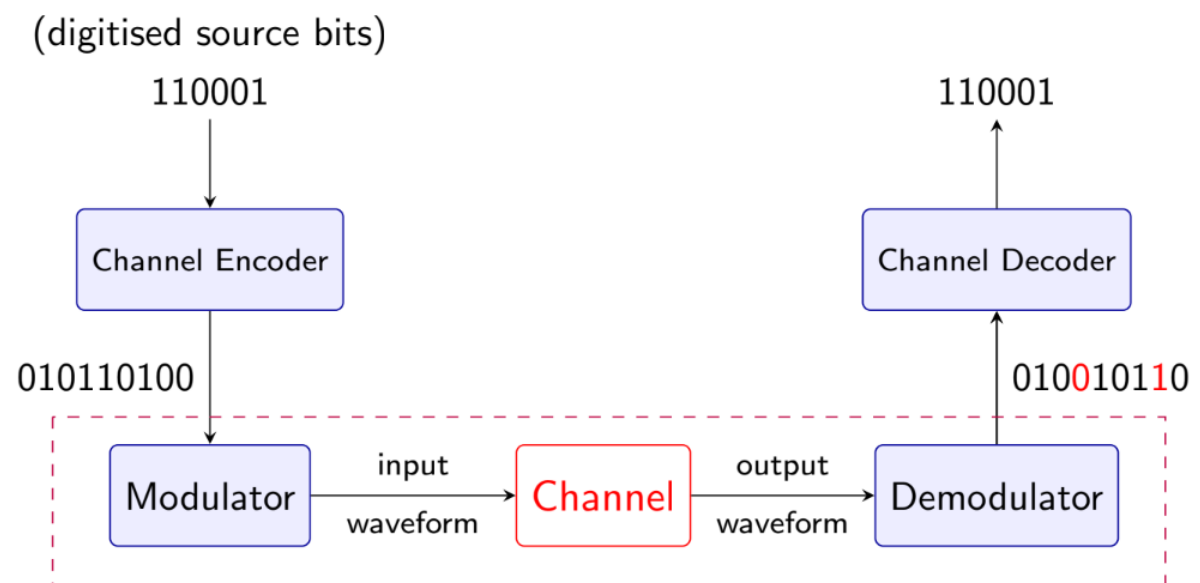 (digitised source bits)
110001
110001
Channel Encoder
Channel Decoder
010110100
010010110
Modulator
input
waveform
Channel
output
waveform
Demodulator